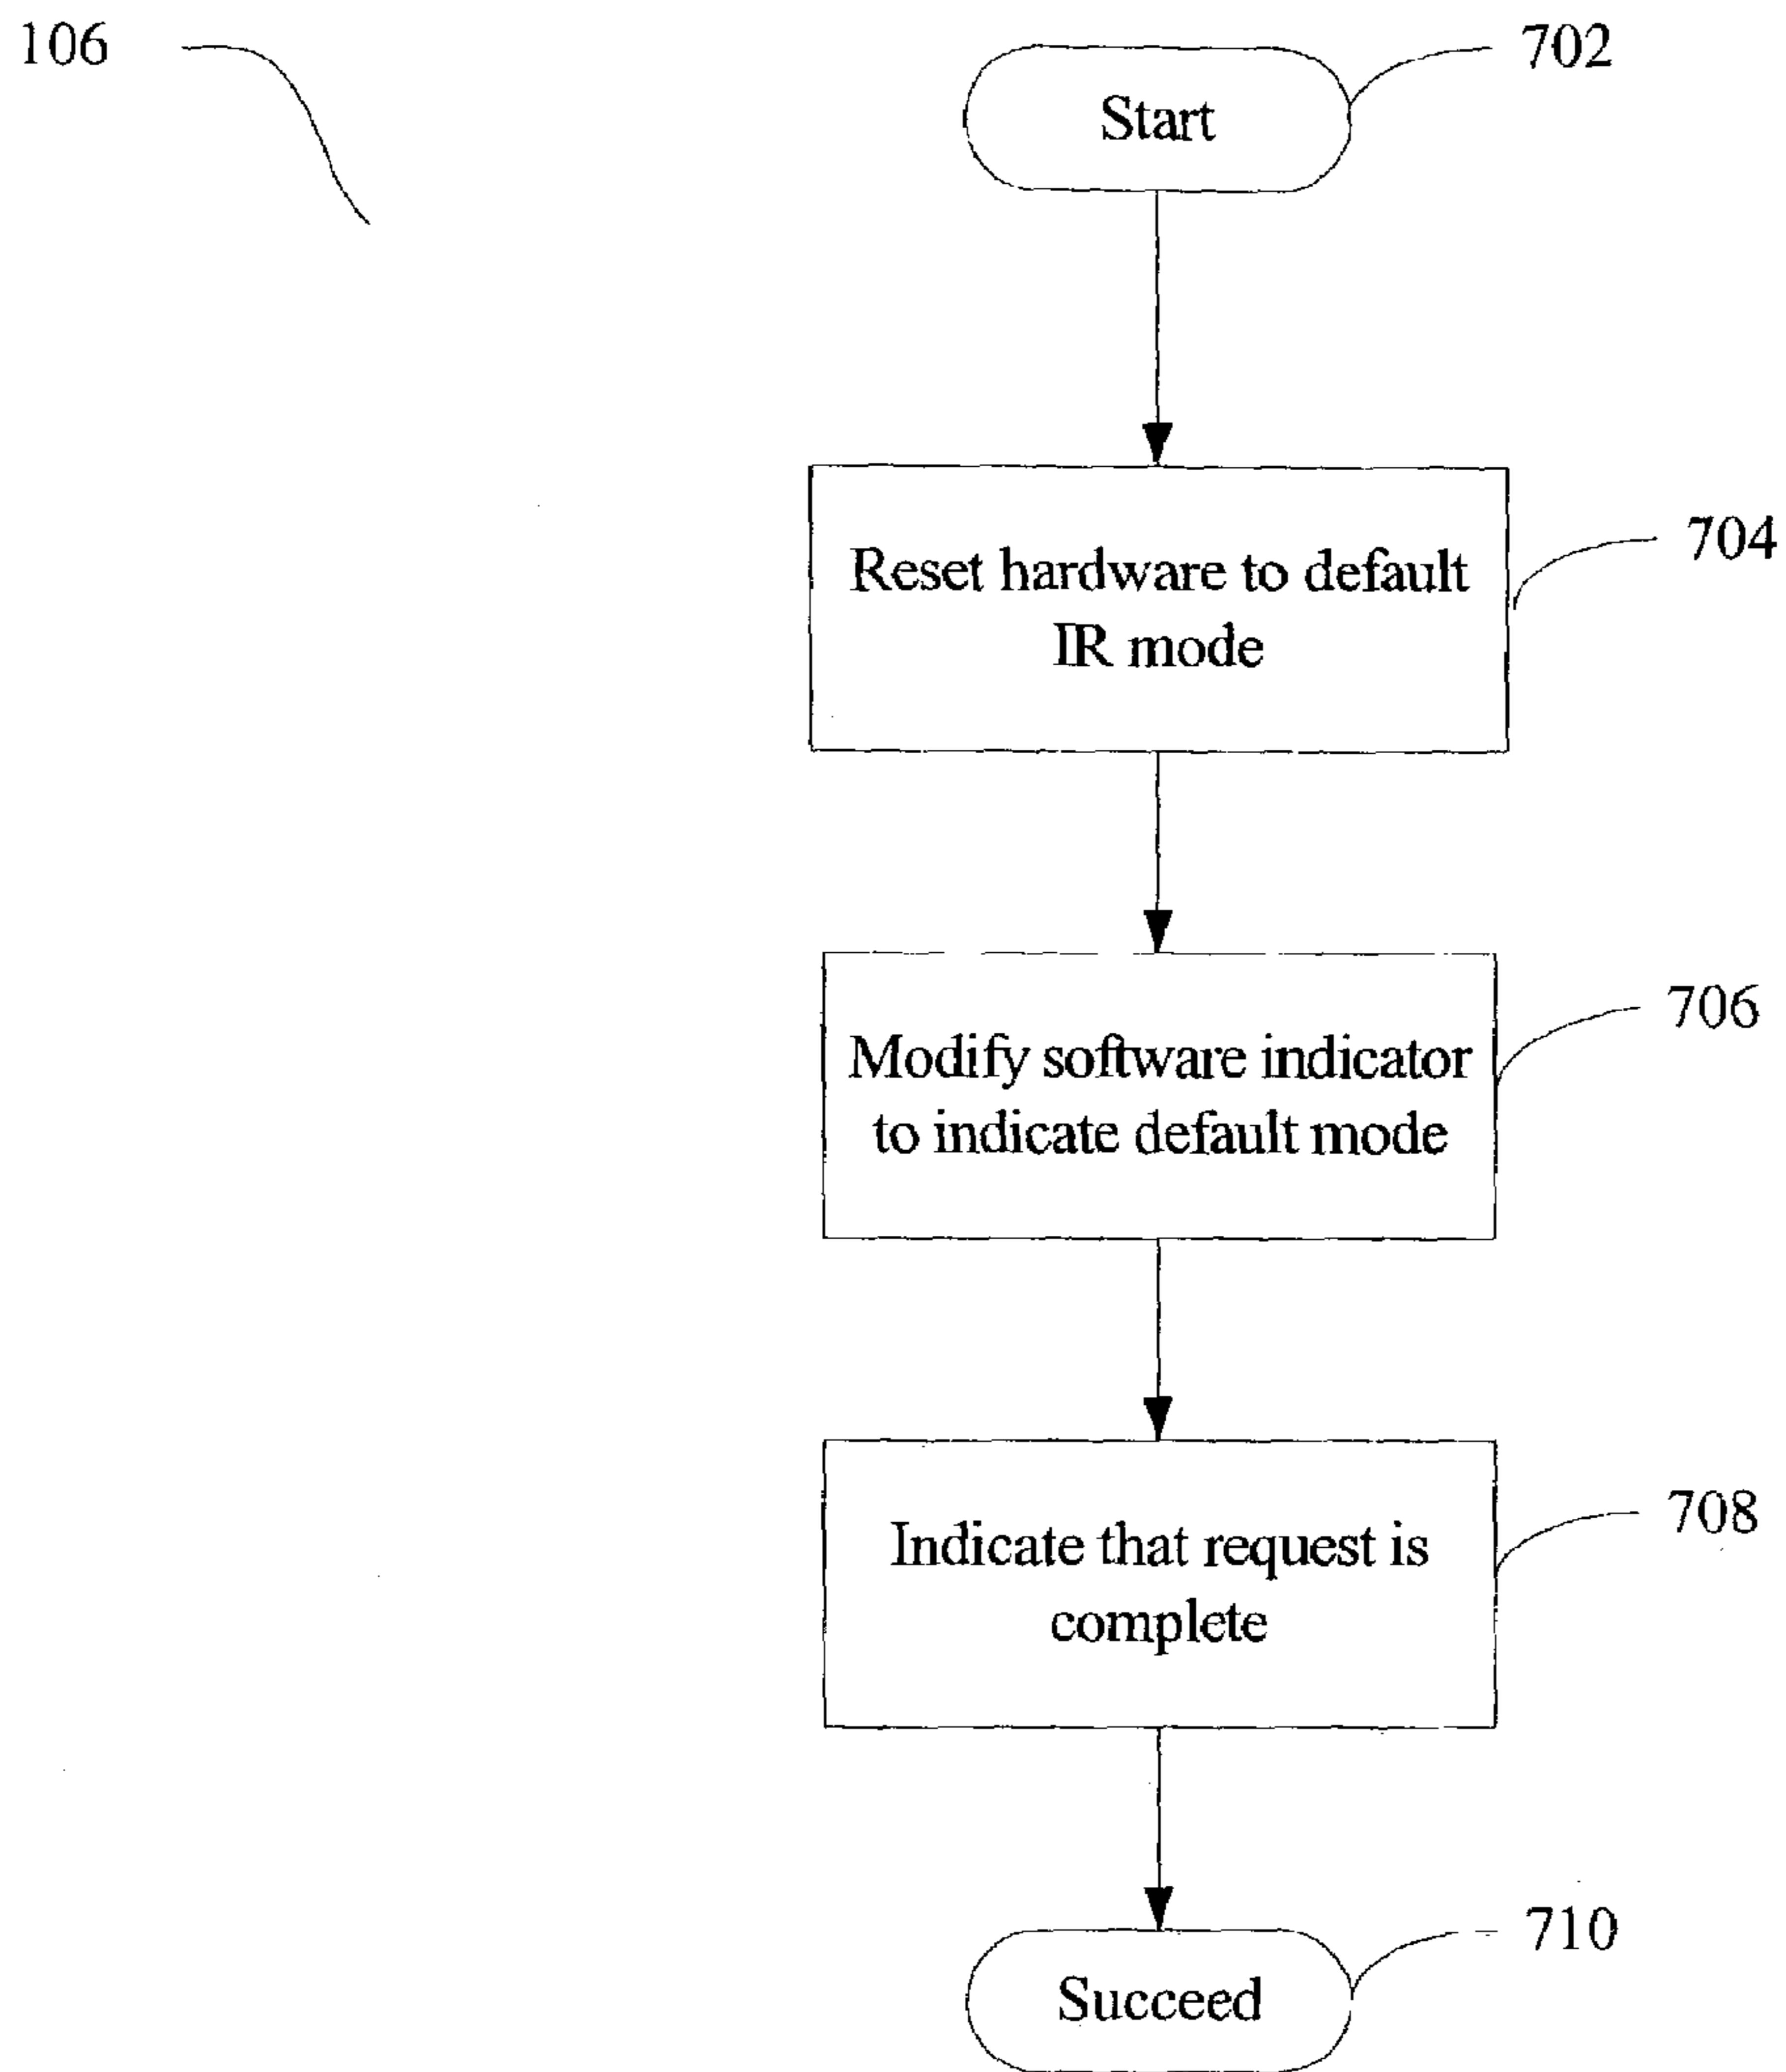 106
702
Start
704
Reset hardware to default
IR mode
706
Modify software indicator
to indicate default mode
708
Indicate that request is
complete
710
Succeed